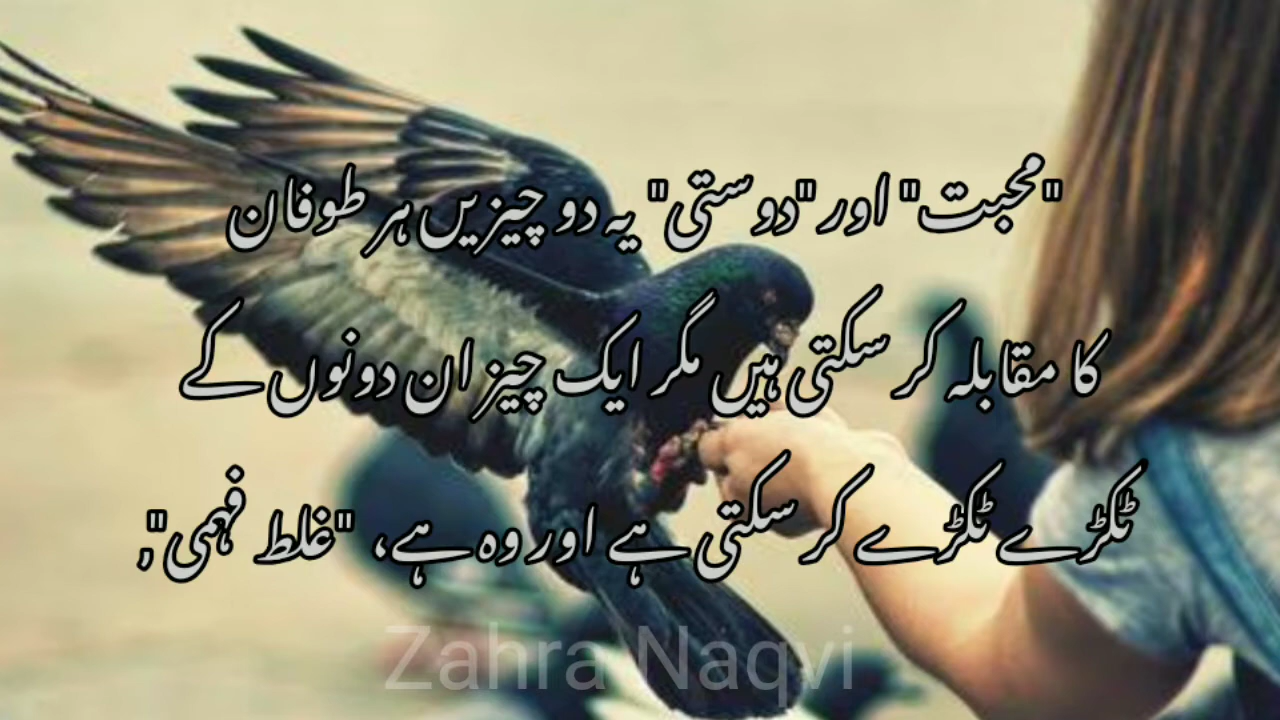 "محبت" اور "دوستی" یہ دو چیزیں ہر طوفان
کا مقابلہ کر سکتی ہیں مگر ایک چیز ان دونوں کے
ٹکڑے ٹکڑے کر سکتی ہے اور وہ ہے، "غلط فہمی",
Zahra Naqvi